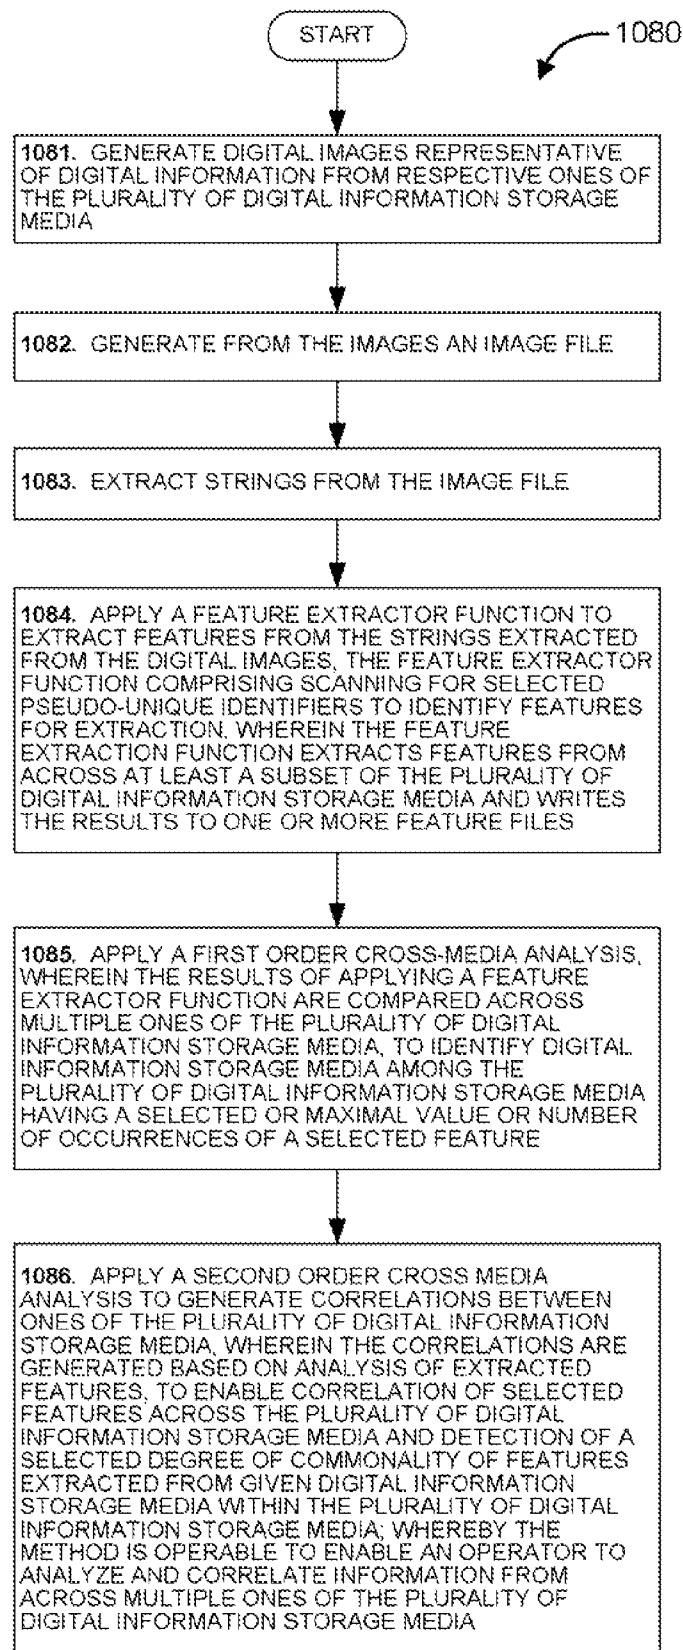 START
1080
1081. GENERATE DIGITAL IMAGES REPRESENTATIVE
OF DIGITAL INFORMATION FROM RESPECTIVE ONES OF
THE PLURALITY OF DIGITAL INFORMATION STORAGE
MEDIA
1082. GENERATE FROM THE IMAGES AN IMAGE FILE
1083. EXTRACT STRINGS FROM THE IMAGE FILE
1084. APPLY A FEATURE EXTRACTOR FUNCTION TO
EXTRACT FEATURES FROM THE STRINGS EXTRACTED
FROM THE DIGITAL IMAGES, THE FEATURE EXTRACTOR
FUNCTION COMPRISING SCANNING FOR SELECTED
PSEUDO-UNIQUE IDENTIFIERS TO IDENTIFY FEATURES
FOR EXTRACTION, WHEREIN THE FEATURE
EXTRACTION FUNCTION EXTRACTS FEATURES FROM
ACROSS AT LEAST A SUBSET OF THE PLURALITY OF
DIGITAL INFORMATION STORAGE MEDIA AND WRITES
THE RESULTS TO ONE OR MORE FEATURE FILES
1085. APPLY A FIRST ORDER CROSS-MEDIA ANALYSIS,
WHEREIN THE RESULTS OF APPLYING A FEATURE
EXTRACTOR FUNCTION ARE COMPARED ACROSS
MULTIPLE ONES OF THE PLURALITY OF DIGITAL
INFORMATION STORAGE MEDIA, TO IDENTIFY DIGITAL
INFORMATION STORAGE MEDIA AMONG THE
PLURALITY OF DIGITAL INFORMATION STORAGE MEDIA
HAVING A SELECTED OR MAXIMAL VALUE OR NUMBER
OF OCCURRENCES OF A SELECTED FEATURE
1086. APPLY A SECOND ORDER CROSS MEDIA
ANALYSIS TO GENERATE CORRELATIONS BETWEEN
ONES OF THE PLURALITY OF DIGITAL INFORMATION
STORAGE MEDIA, WHEREIN THE CORRELATIONS ARE
GENERATED BASED ON ANALYSIS OF EXTRACTED
FEATURES, TO ENABLE CORRELATION OF SELECTED
FEATURES ACROSS THE PLURALITY OF DIGITAL
INFORMATION STORAGE MEDIA AND DETECTION OF A
SELECTED DEGREE OF COMMONALITY OF FEATURES
EXTRACTED FROM GIVEN DIGITAL INFORMATION
STORAGE MEDIA WITHIN THE PLURALITY OF DIGITAL
INFORMATION STORAGE MEDIA; WHEREBY THE
METHOD IS OPERABLE TO ENABLE AN OPERATOR TO
ANALYZE AND CORRELATE INFORMATION FROM
ACROSS MULTIPLE ONES OF THE PLURALITY OF
DIGITAL INFORMATION STORAGE MEDIA